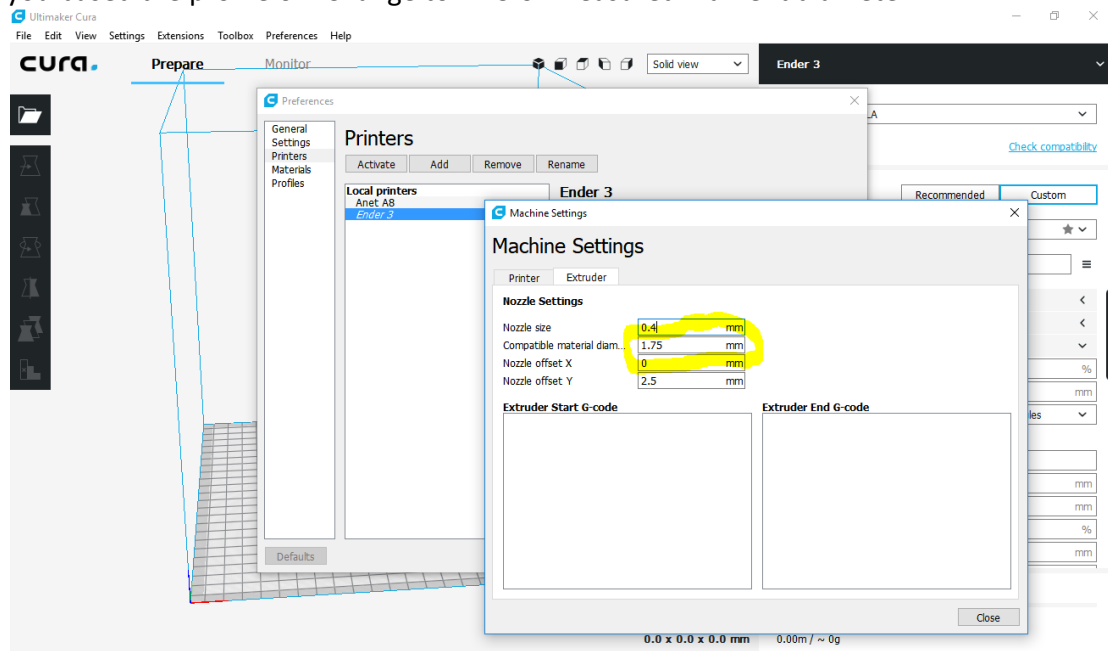 Ultimaker Cura
File Edit View Settings Extensions Toolbox Preferences Help
cura.
Prepare
Monitor
Solid view
Ender 3
Check compatibility
Recommended
Custom
Preferences
General
Settings
Printers
Materials
Profiles
Printers
Activate
Add
Remove
Rename
Local printers
Anet A8
Ender 3
Ender 3
Defaults
Machine Settings
Machine Settings
Printer
Extruder
Nozzle Settings
Nozzle size 0.4 mm
Compatible material diam... 1.75 mm
Nozzle offset X 0 mm
Nozzle offset Y 2.5 mm
Extruder Start G-code
Extruder End G-code
Close
%
mm
mm
mm
%
mm
0.0 x 0.0 x 0.0 mm
0.00m / ~ 0g